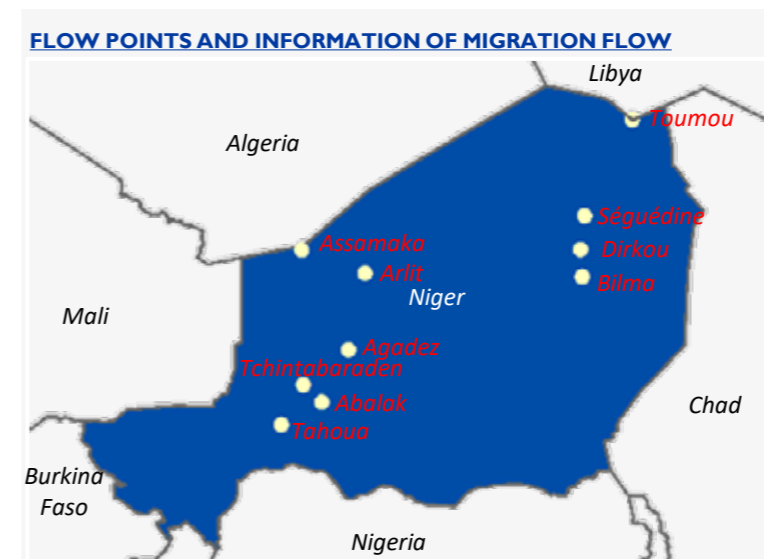 FLOW POINTS AND INFORMATION OF MIGRATION FLOW
Libya
Toumou
Algeria
Séguédine
Assamaka
Dirkou
Arlit
Bilma
Niger
Mali
Agadez
Tchintabaraden
Abalak
Chad
Tahoua
Burkina
Faso
Nigeria